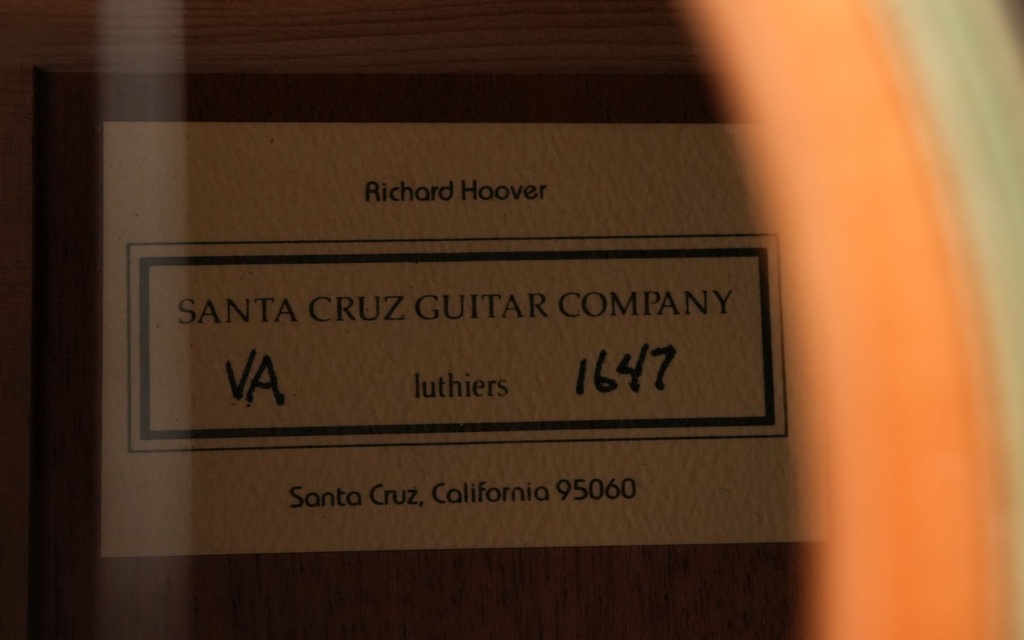 Richard Hoover
SANTA CRUZ GUITAR COMPANY
VA luthiers 1647
Santa Cruz, California 95060